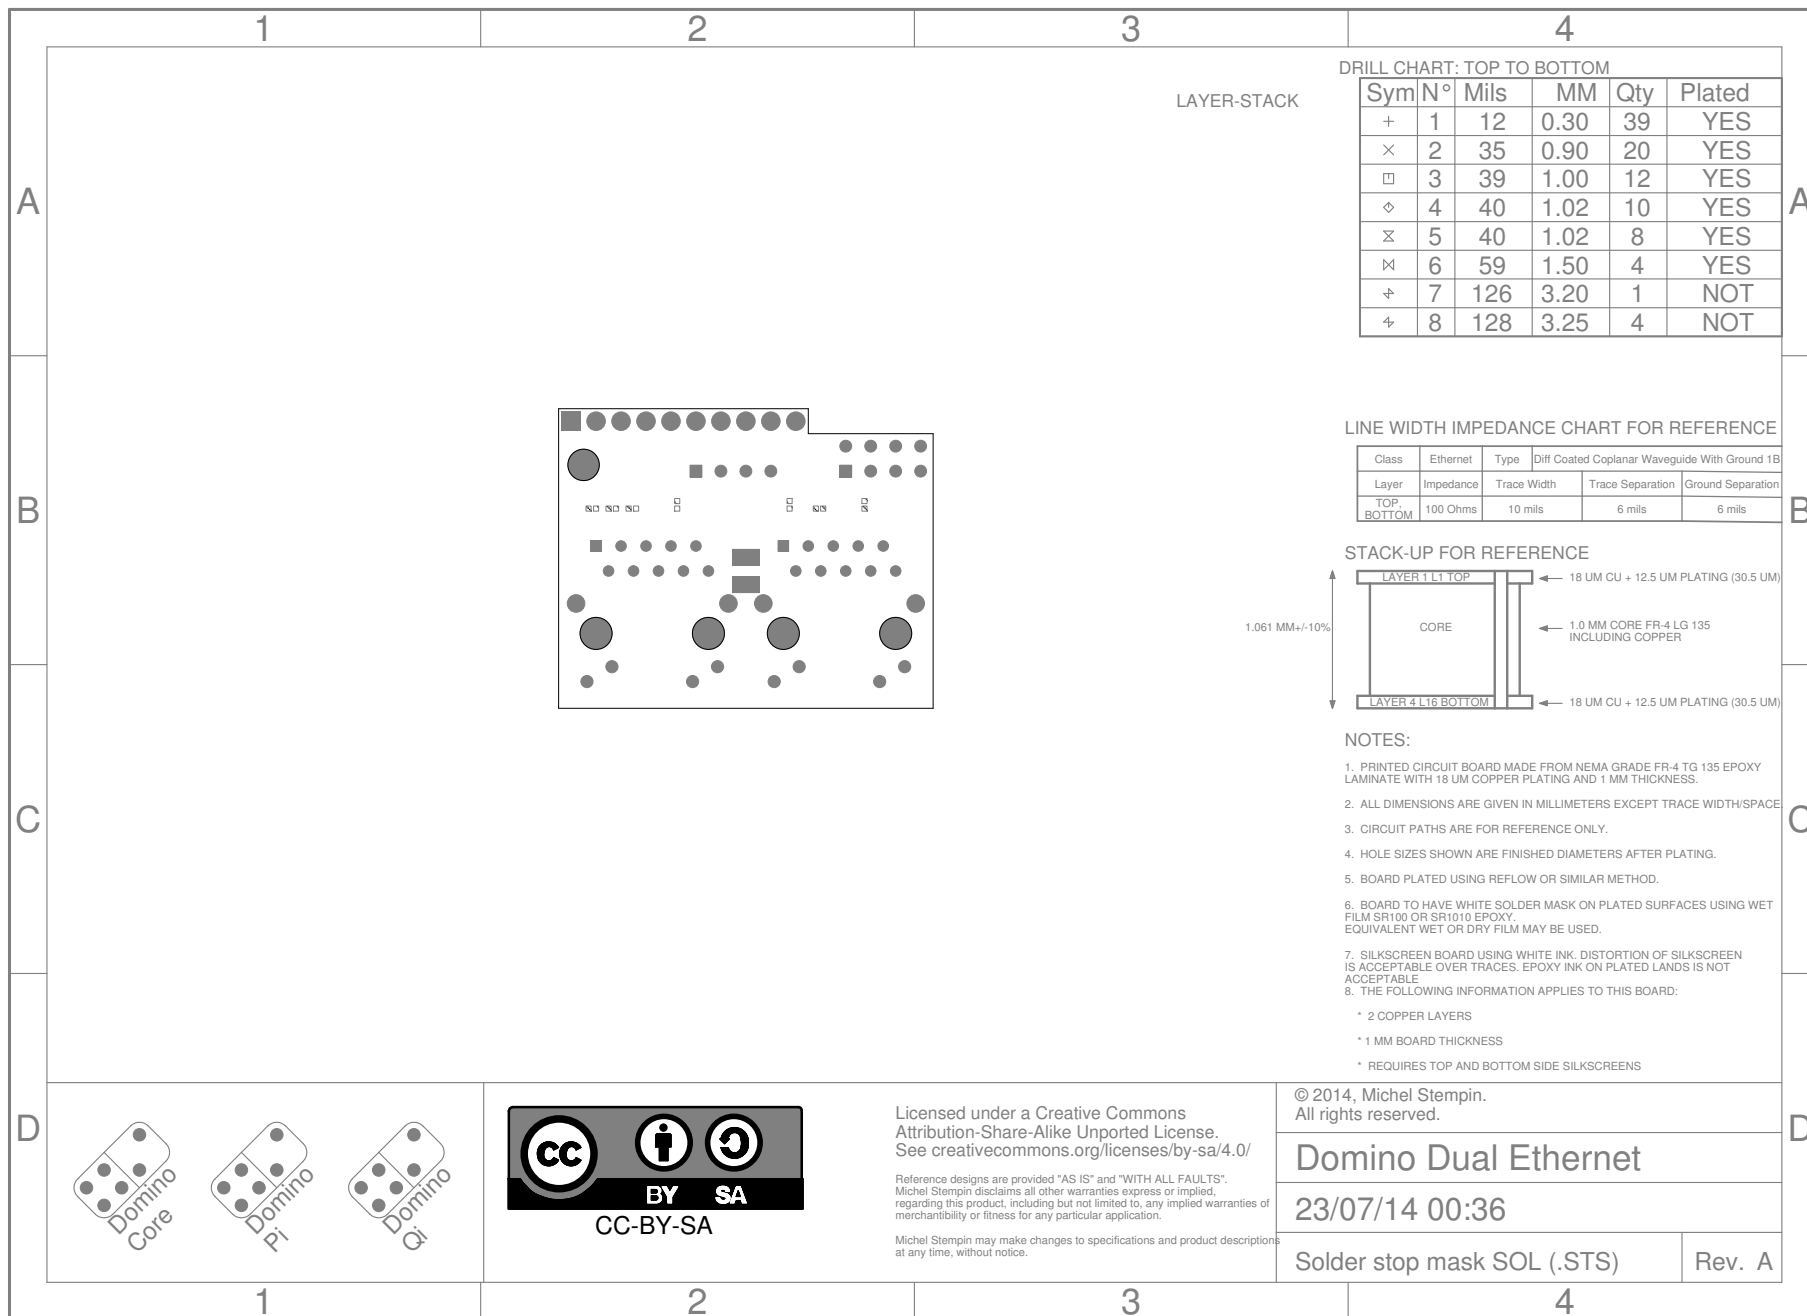 1 2 3 4
DRILL CHART: TOP TO BOTTOM
LAYER-STACK
Sym N° Mils MM Qty Plated
1 12 0.30 39 YES
2 35 0.90 20 YES
3 39 1.00 12 YES
4 40 1.02 10 YES
5 40 1.02 8 YES
6 59 1.50 4 YES
7 126 3.20 1 NOT
8 128 3.25 4 NOT
A A
LINE WIDTH IMPEDANCE CHART FOR REFERENCE
Class Ethernet Type Diff Coated Coplanar Waveguide With Ground 1B
Layer Impedance Trace Width Trace Separation Ground Separation
TOP, BOTTOM 100 Ohms 10 mils 6 mils 6 mils
B B
STACK-UP FOR REFERENCE
LAYER 1 L1 TOP 18 UM CU + 12.5 UM PLATING (30.5 UM)
1.061 MM+/-10% CORE 1.0 MM CORE FR-4 LG 135
INCLUDING COPPER
LAYER 4 L16 BOTTOM 18 UM CU + 12.5 UM PLATING (30.5 UM)
NOTES:
1. PRINTED CIRCUIT BOARD MADE FROM NEMA GRADE FR-4 TG 135 EPOXY
LAMINATE WITH 18 UM COPPER PLATING AND 1 MM THICKNESS.
2. ALL DIMENSIONS ARE GIVEN IN MILLIMETERS EXCEPT TRACE WIDTH/SPACE
C C
3. CIRCUIT PATHS ARE FOR REFERENCE ONLY.
4. HOLE SIZES SHOWN ARE FINISHED DIAMETERS AFTER PLATING.
5. BOARD PLATED USING REFLOW OR SIMILAR METHOD.
6. BOARD TO HAVE WHITE SOLDER MASK ON PLATED SURFACES USING WET
FILM SR100 OR SR1010 EPOXY.
EQUIVALENT WET OR DRY FILM MAY BE USED.
7. SILKSCREEN BOARD USING WHITE INK. DISTORTION OF SILKSCREEN
IS ACCEPTABLE OVER TRACES. EPOXY INK ON PLATED LANDS IS NOT
ACCEPTABLE
8. THE FOLLOWING INFORMATION APPLIES TO THIS BOARD:
* 2 COPPER LAYERS
* 1 MM BOARD THICKNESS
* REQUIRES TOP AND BOTTOM SIDE SILKSCREENS
D D
Domino
Core
Domino
Pi
Domino
Qi
cc
BY SA
CC-BY-SA
Licensed under a Creative Commons
Attribution-Share-Alike Unported License.
See creativecommons.org/licenses/by-sa/4.0/
Reference designs are provided "AS IS" and "WITH ALL FAULTS".
Michel Stempin disclaims all other warranties express or implied,
regarding this product, including but not limited to, any implied warranties of
merchantibility or fitness for any particular application.
Michel Stempin may make changes to specifications and product descriptions
at any time, without notice.
© 2014, Michel Stempin.
All rights reserved.
Domino Dual Ethernet
23/07/14 00:36
Solder stop mask SOL (.STS) Rev. A
1 2 3 4